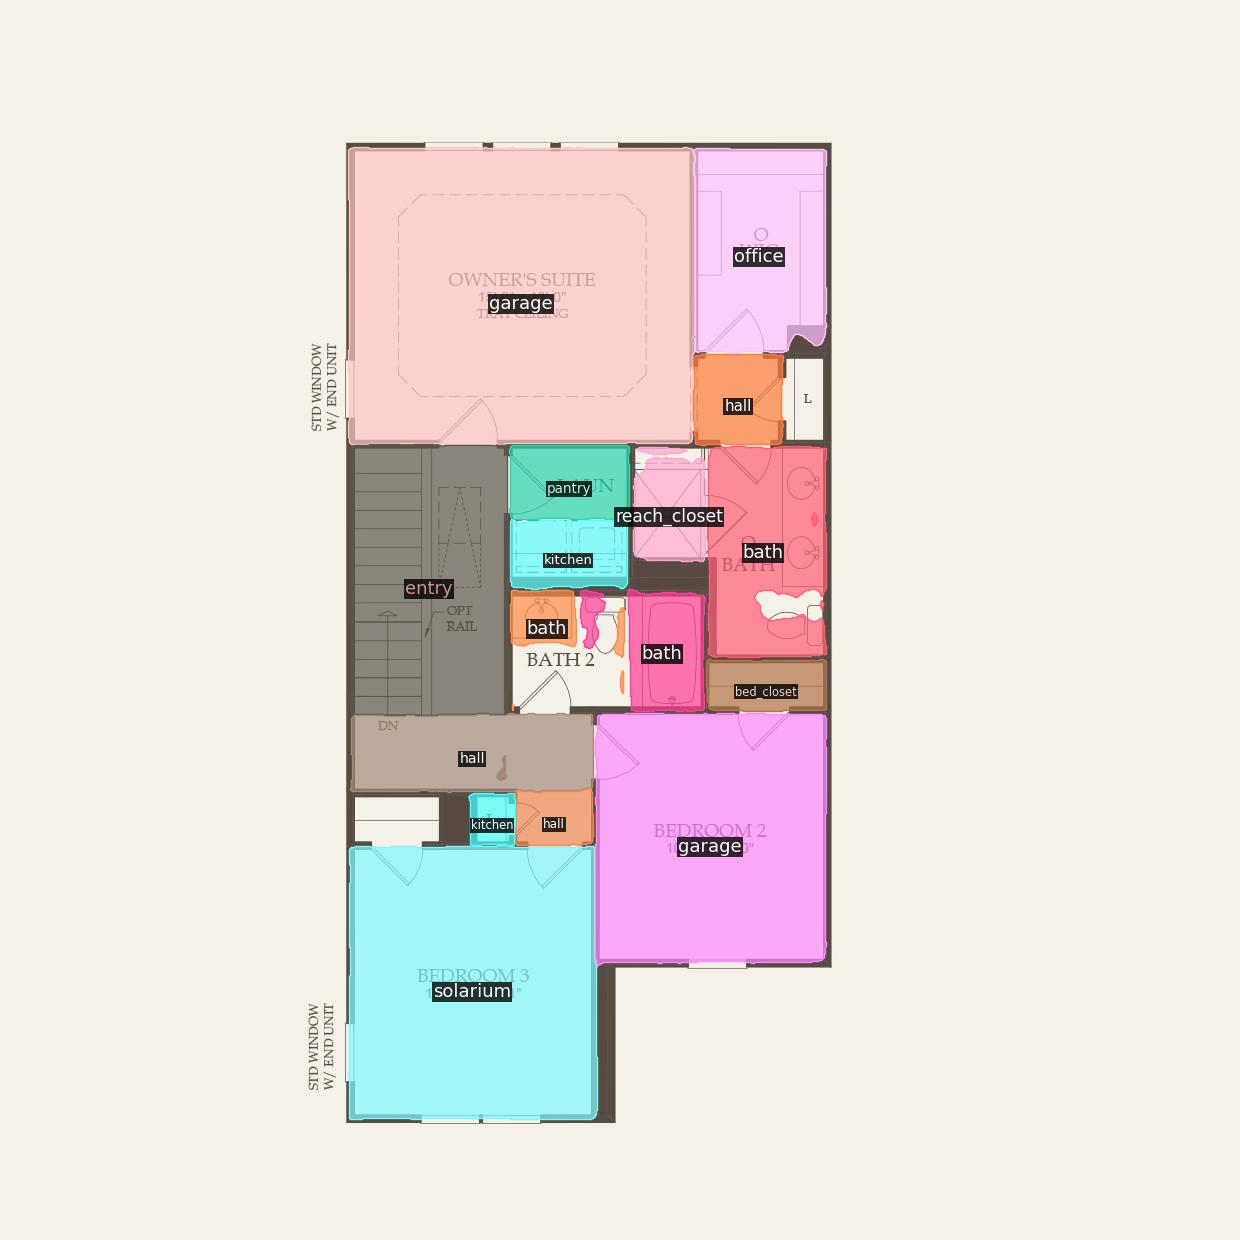 O
office
OWNER'S SUITE
garage
TRAY CEILING
STD WINDOW
W/ END UNIT
L
hall
LAUN
pantry
reach_closet
kitchen
bath
O
BATH
entry
OPT
RAIL
bath
BATH 2
bath
bed_closet
DN
hall
kitchen
hall
BEDROOM 2
garage
BEDROOM 3
solarium
STD WINDOW
W/ END UNIT